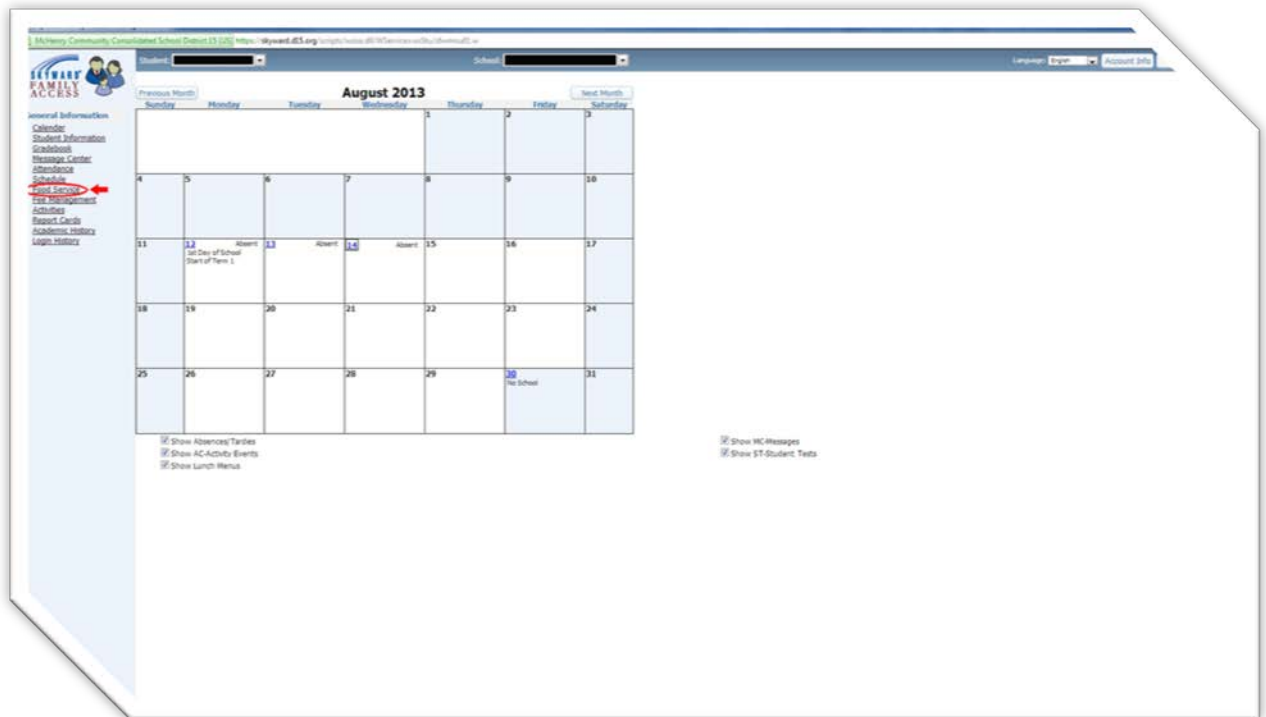 McHenry Community Consolidated School District 15 [US] https://skyward.d15.org/scripts/
Student: School: Language: English Account Info
SKYWARD
FAMILY
ACCESS
Previous Month August 2013 Next Month
Sunday Monday Tuesday Wednesday Thursday Friday Saturday
General Information
Calendar
Student Information
Gradebook
Message Center
Attendance
Schedule
Food Service
Fee Management
Activities
Report Cards
Academic History
Login History
1 2 3
4 5 6 7 8 9 10
11 12 Absent 13 Absent 14 Absent 15 16 17
1st Day of School
Start of Term 1
18 19 20 21 22 23 24
25 26 27 28 29 30 31
No School
Show Absences/Tardies Show MC-Messages
Show AC-Activity Events Show ST-Student Tests
Show Lunch Menus